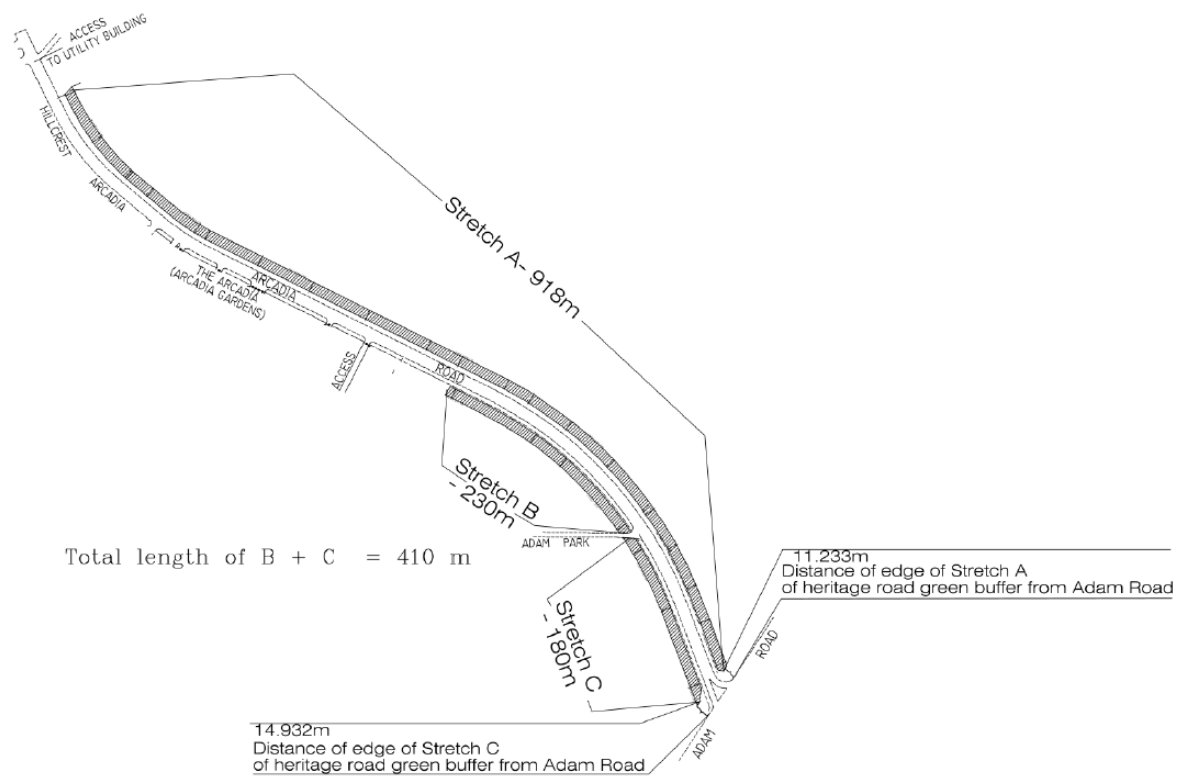 ACCESS
TO UTILITY BUILDING
HILLCREST
ARCADIA
THE ARCADIA
(ARCADIA GARDENS)
ARCADIA
ROAD
ACCESS
Stretch A- 918m
Stretch B
- 230m
ADAM PARK
Total length of B + C = 410 m
Stretch C
- 180m
11.233m
Distance of edge of Stretch A
of heritage road green buffer from Adam Road
ROAD
ADAM
14.932m
Distance of edge of Stretch C
of heritage road green buffer from Adam Road